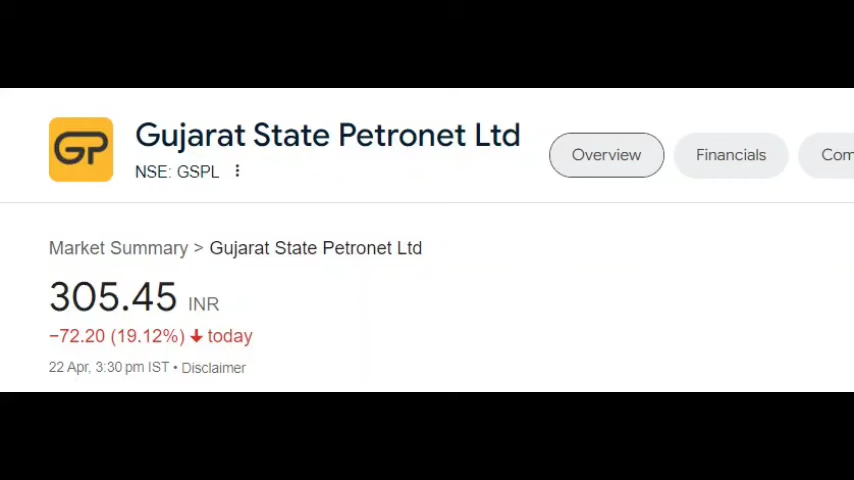 GP
Gujarat State Petronet Ltd
NSE: GSPL
Overview
Financials
Com
Market Summary > Gujarat State Petronet Ltd
305.45 INR
−72.20 (19.12%) ↓ today
22 Apr, 3:30 pm IST • Disclaimer